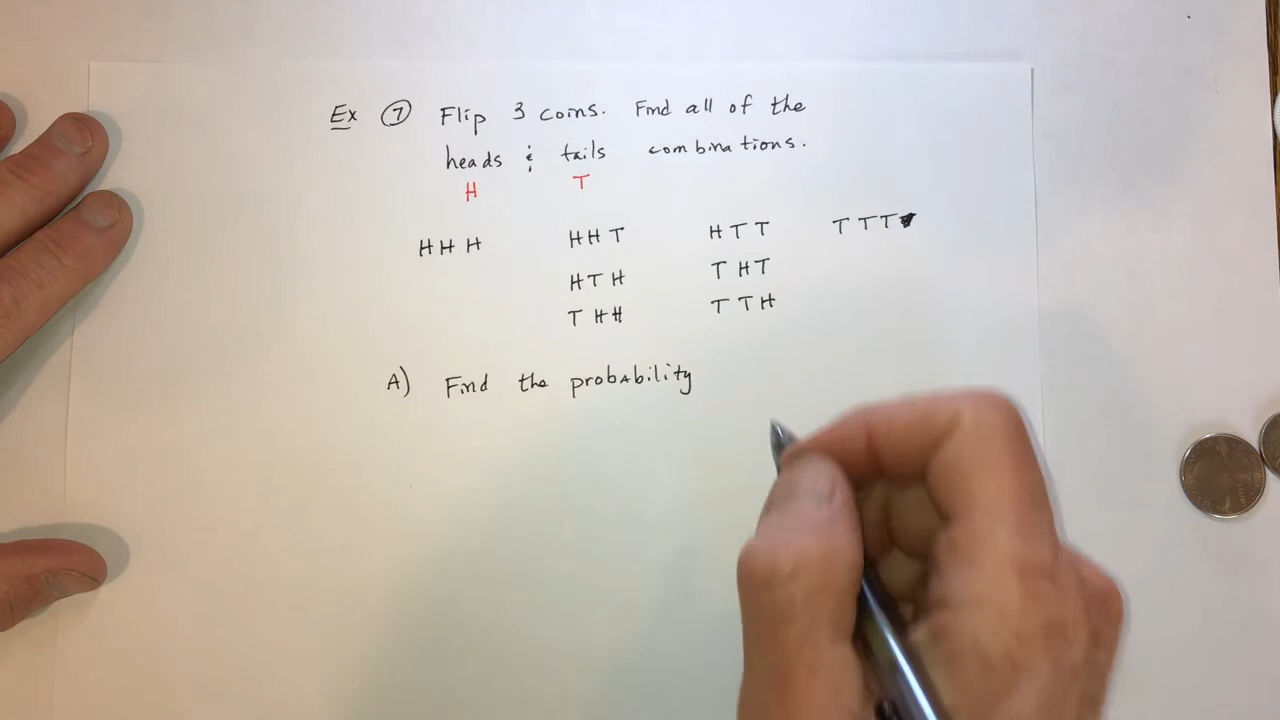 Ex 7 Flip 3 coins. Find all of the
heads & tails combinations.
H T
HHH HHT HTT TTT
HTH THT
THH TTH
A) Find the probability